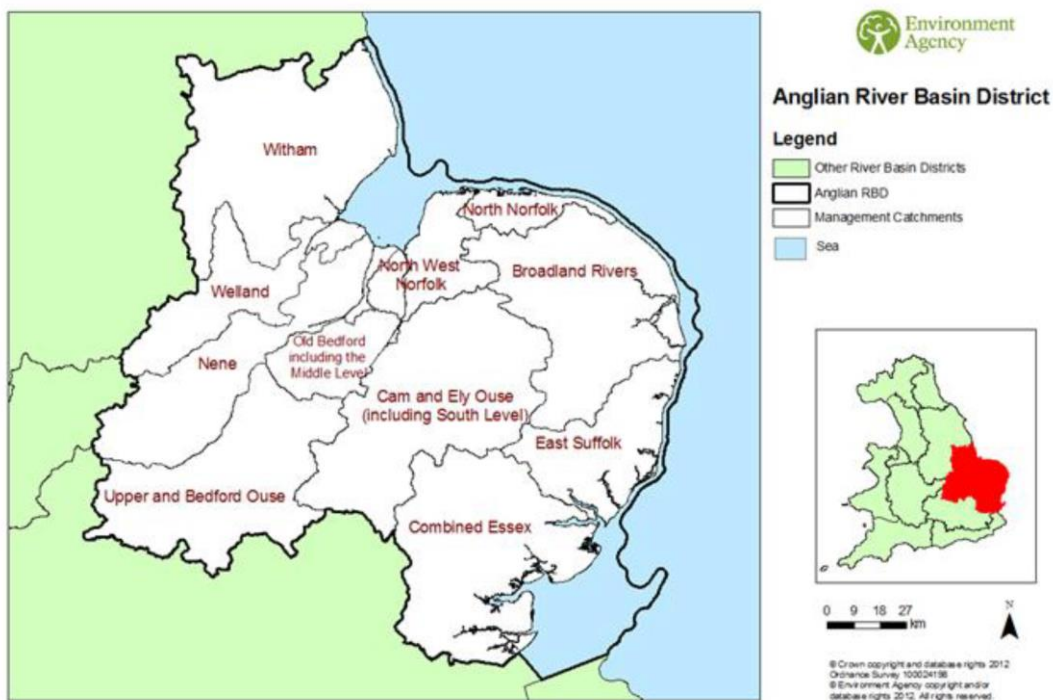 Environment
Agency
Anglian River Basin District
Legend
Other River Basin Districts
Anglian RBD
Management Catchments
Sea
Witham
North Norfolk
North West
Norfolk
Broadland Rivers
Welland
Old Bedford
including the
Middle Level
Nene
Cam and Ely Ouse
(including South Level)
East Suffolk
Upper and Bedford Ouse
Combined Essex
0 9 18 27
km
N
© Crown copyright and database rights 2012
Ordnance Survey 100024198
© Environment Agency copyright and/or
database rights 2012. All rights reserved.